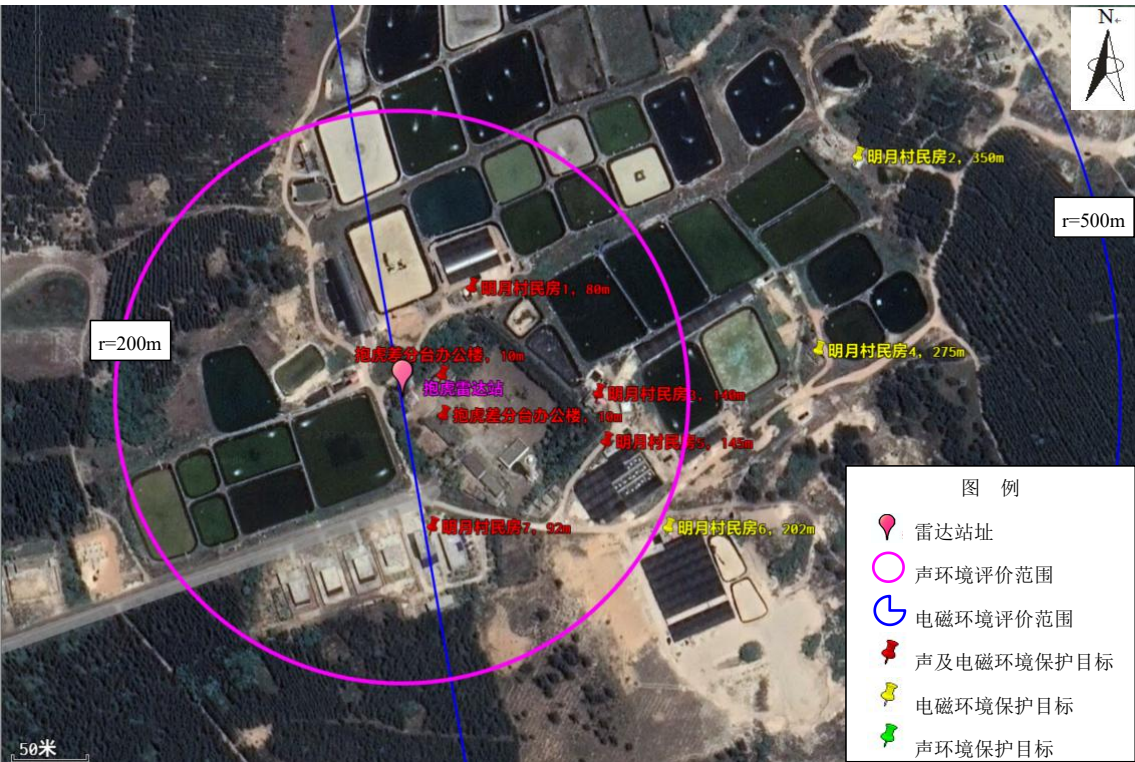 N
明月村民房2, 350m
r=500m
明月村民房1, 80m
r=200m
明月村民房4, 275m
抱虎差分台办公楼, 10m
抱虎雷达站
明月村民房3, 140m
抱虎差分台办公楼, 10m
明月村民房5, 145m
明月村民房7, 92m
明月村民房6, 202m
图 例
雷达站址
声环境评价范围
电磁环境评价范围
声及电磁环境保护目标
电磁环境保护目标
声环境保护目标
50米